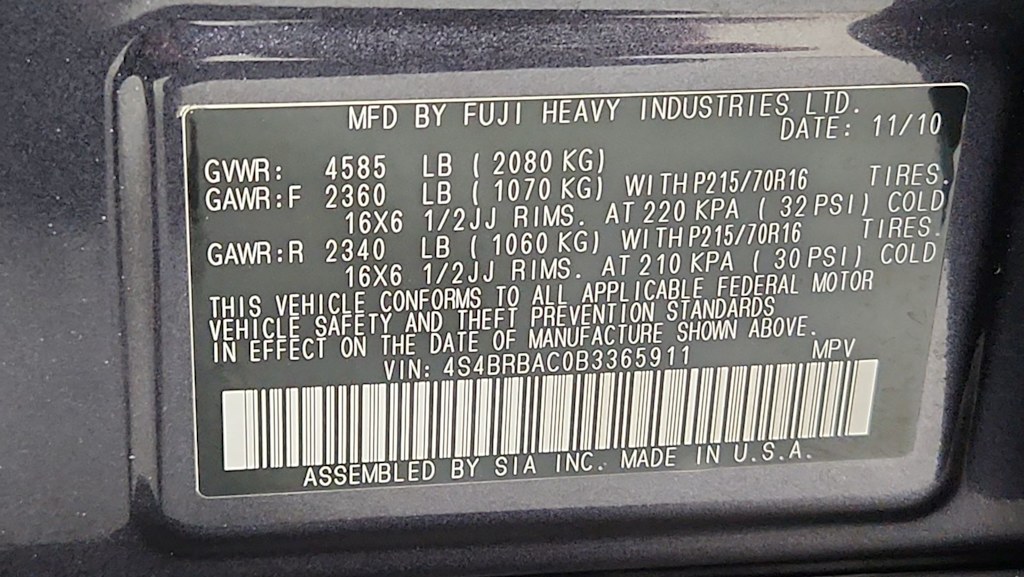 MFD BY FUJI HEAVY INDUSTRIES LTD.
DATE: 11/10
GVWR: 4585 LB ( 2080 KG)
GAWR:F 2360 LB ( 1070 KG) WITH P215/70R16 TIRES.
16X6 1/2JJ RIMS. AT 220 KPA ( 32 PSI) COLD
GAWR:R 2340 LB ( 1060 KG) WITH P215/70R16 TIRES.
16X6 1/2JJ RIMS. AT 210 KPA ( 30 PSI) COLD
THIS VEHICLE CONFORMS TO ALL APPLICABLE FEDERAL MOTOR
VEHICLE SAFETY AND THEFT PREVENTION STANDARDS
IN EFFECT ON THE DATE OF MANUFACTURE SHOWN ABOVE.
VIN: 4S4BRBAC0B3365911 MPV
ASSEMBLED BY SIA INC. MADE IN U.S.A.